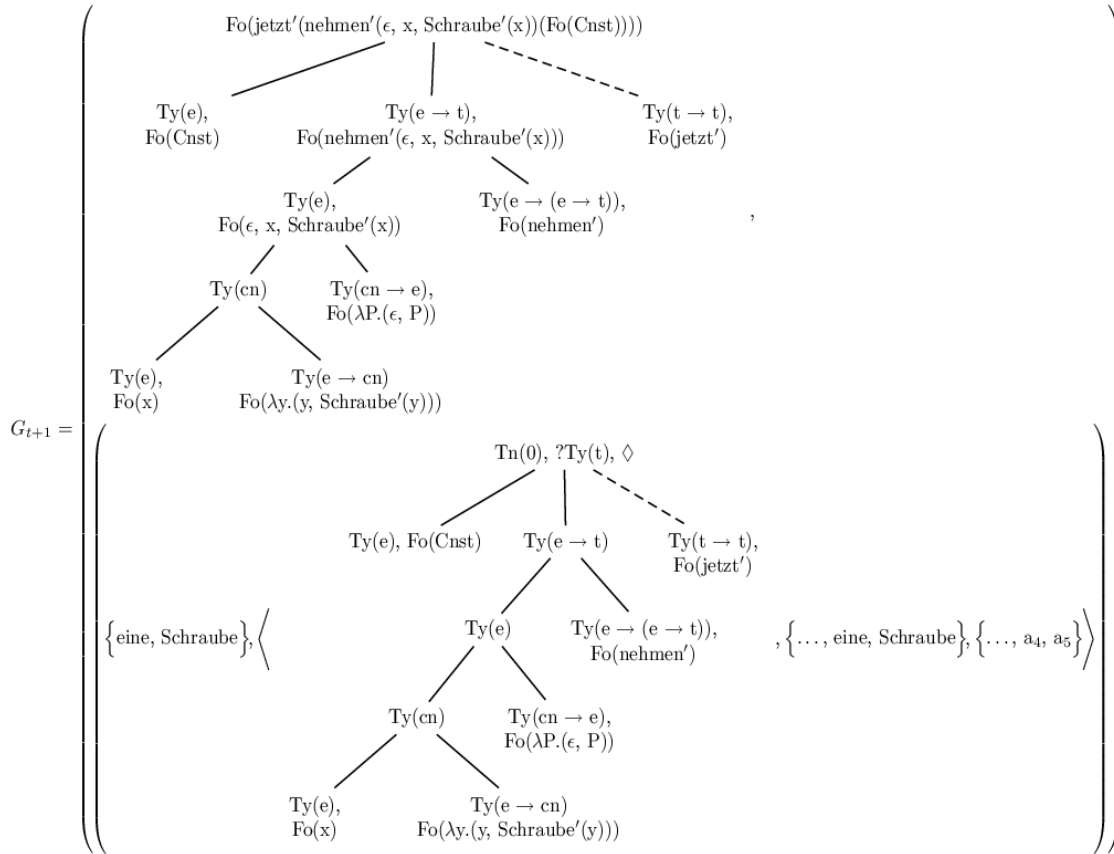 Fo(jetzt′(nehmen′(ϵ, x, Schraube′(x))(Fo(Cnst))))
Ty(e), Ty(e → t), Ty(t → t),
Fo(Cnst) Fo(nehmen′(ϵ, x, Schraube′(x))) Fo(jetzt′)
Ty(e), Ty(e → (e → t)),
Fo(ϵ, x, Schraube′(x)) Fo(nehmen′) ,
Ty(cn) Ty(cn → e),
Fo(λP.(ϵ, P))
Ty(e), Ty(e → cn)
Fo(x) Fo(λy.(y, Schraube′(y)))
G_{t+1} =
Tn(0), ?Ty(t), ◊
Ty(e), Fo(Cnst) Ty(e → t) Ty(t → t),
Fo(jetzt′)
{eine, Schraube}, ⟨ Ty(e) Ty(e → (e → t)), , {…, eine, Schraube}, {…, a₄, a₅}⟩
Fo(nehmen′)
Ty(cn) Ty(cn → e),
Fo(λP.(ϵ, P))
Ty(e), Ty(e → cn)
Fo(x) Fo(λy.(y, Schraube′(y)))